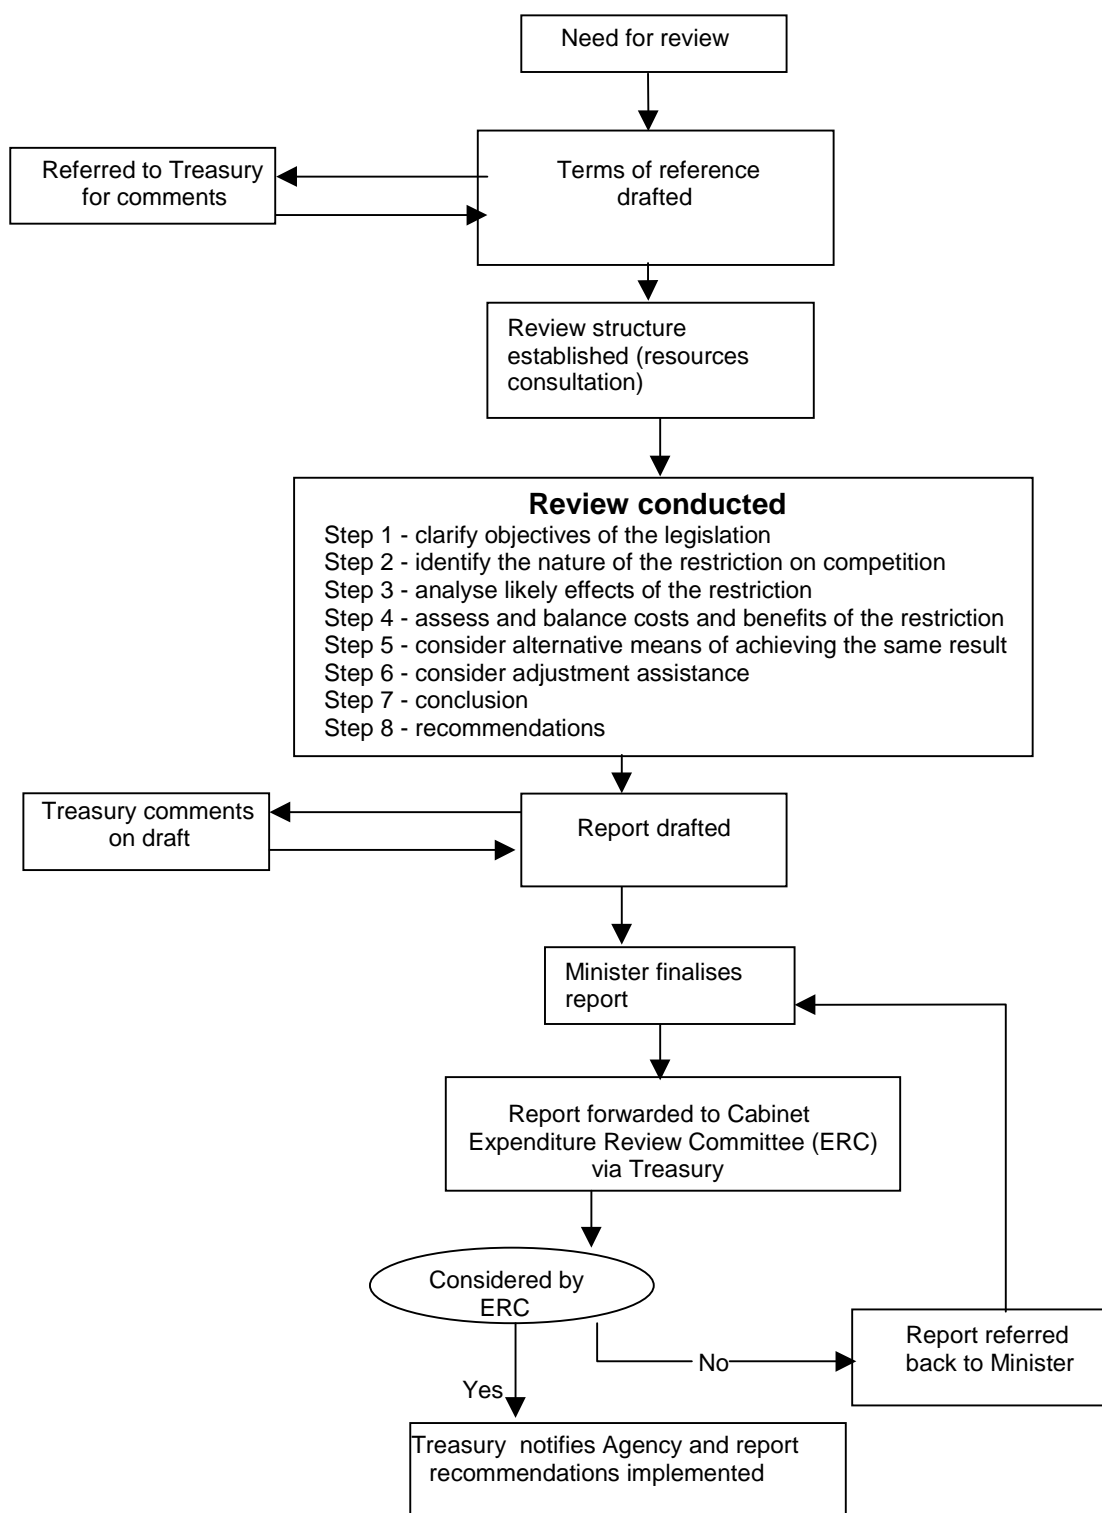 Need for review
Referred to Treasury
for comments
Terms of reference
drafted
Review structure
established (resources
consultation)
Review conducted
Step 1 - clarify objectives of the legislation
Step 2 - identify the nature of the restriction on competition
Step 3 - analyse likely effects of the restriction
Step 4 - assess and balance costs and benefits of the restriction
Step 5 - consider alternative means of achieving the same result
Step 6 - consider adjustment assistance
Step 7 - conclusion
Step 8 - recommendations
Treasury comments
on draft
Report drafted
Minister finalises
report
Report forwarded to Cabinet
Expenditure Review Committee (ERC)
via Treasury
Considered by
ERC
No
Report referred
back to Minister
Yes
Treasury notifies Agency and report
recommendations implemented